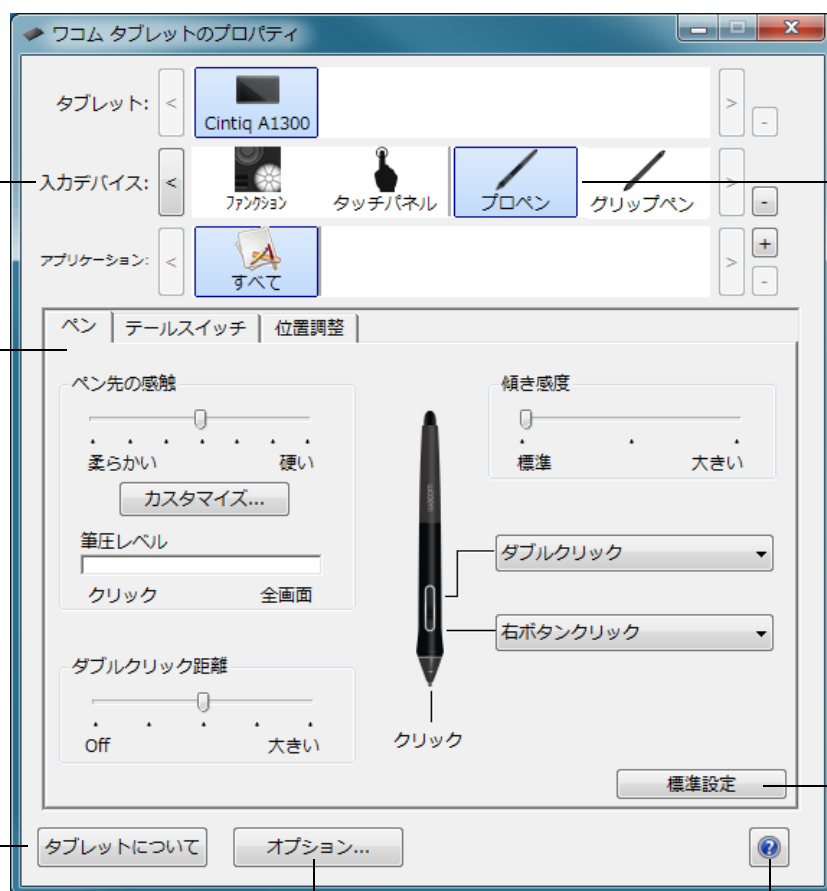 ワコム タブレットのプロパティ
タブレット:
<
Cintiq A1300
>
-
入力デバイス:
<
ファンクション
タッチパネル
プロペン
グリップペン
>
-
アプリケーション:
<
すべて
>
+
-
ペン
テールスイッチ
位置調整
ペン先の感触
柔らかい
硬い
カスタマイズ...
筆圧レベル
クリック
全画面
傾き感度
標準
大きい
wacom
ダブルクリック
右ボタンクリック
ダブルクリック距離
Off
大きい
クリック
標準設定
タブレットについて
オプション...
?